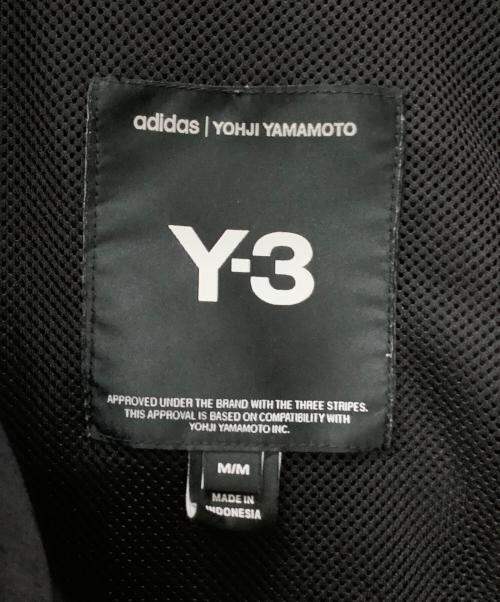 adidas | YOHJI YAMAMOTO
Y-3
APPROVED UNDER THE BRAND WITH THE THREE STRIPES.
THIS APPROVAL IS BASED ON COMPATIBILITY WITH
YOHJI YAMAMOTO INC.
M/M
MADE IN
INDONESIA